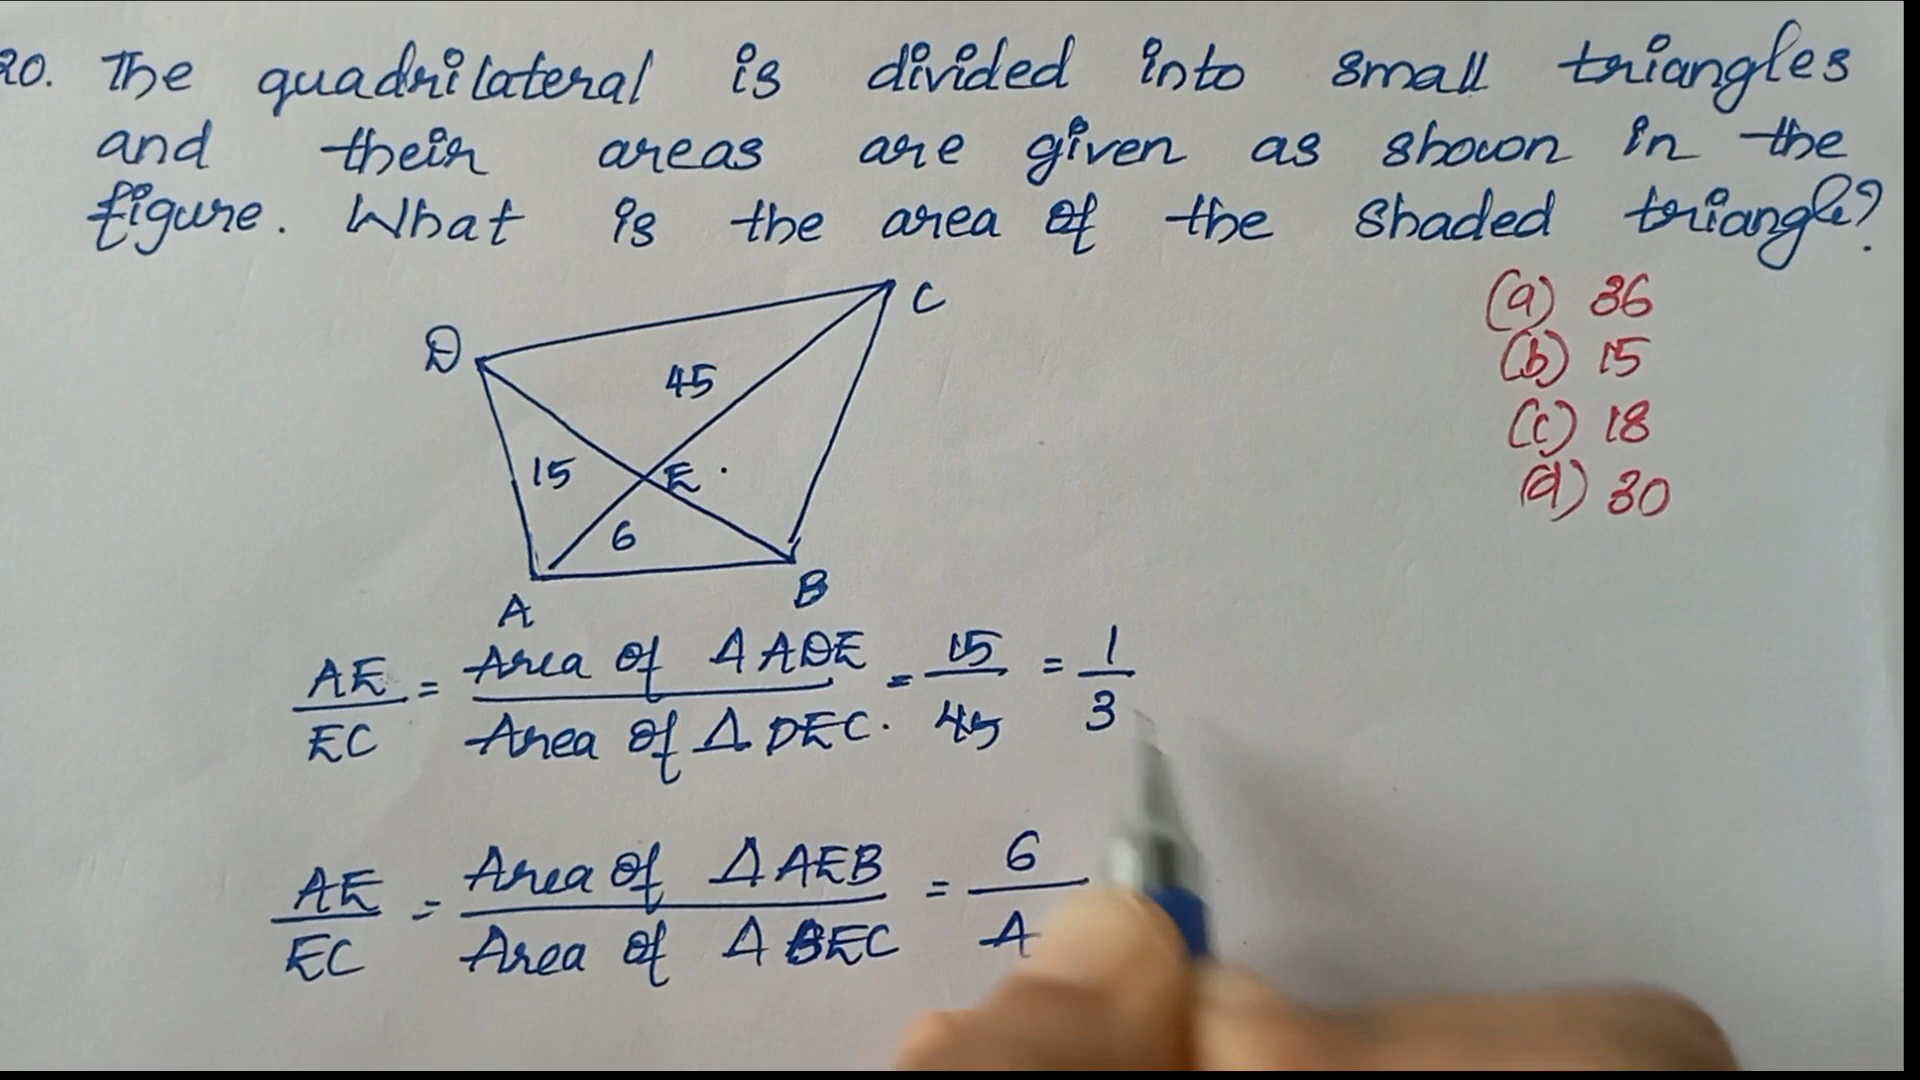 20. The quadrilateral is divided into small triangles
and their areas are given as shown in the
figure. What is the area of the shaded triangle?
(a) 36
(b) 15
(c) 18
(d) 30
D
C
45
15
E
6
A
B
AE/EC = Area of ΔADE / Area of ΔDEC. = 15/45 = 1/3
AE/EC = Area of ΔAEB / Area of ΔBEC = 6/A